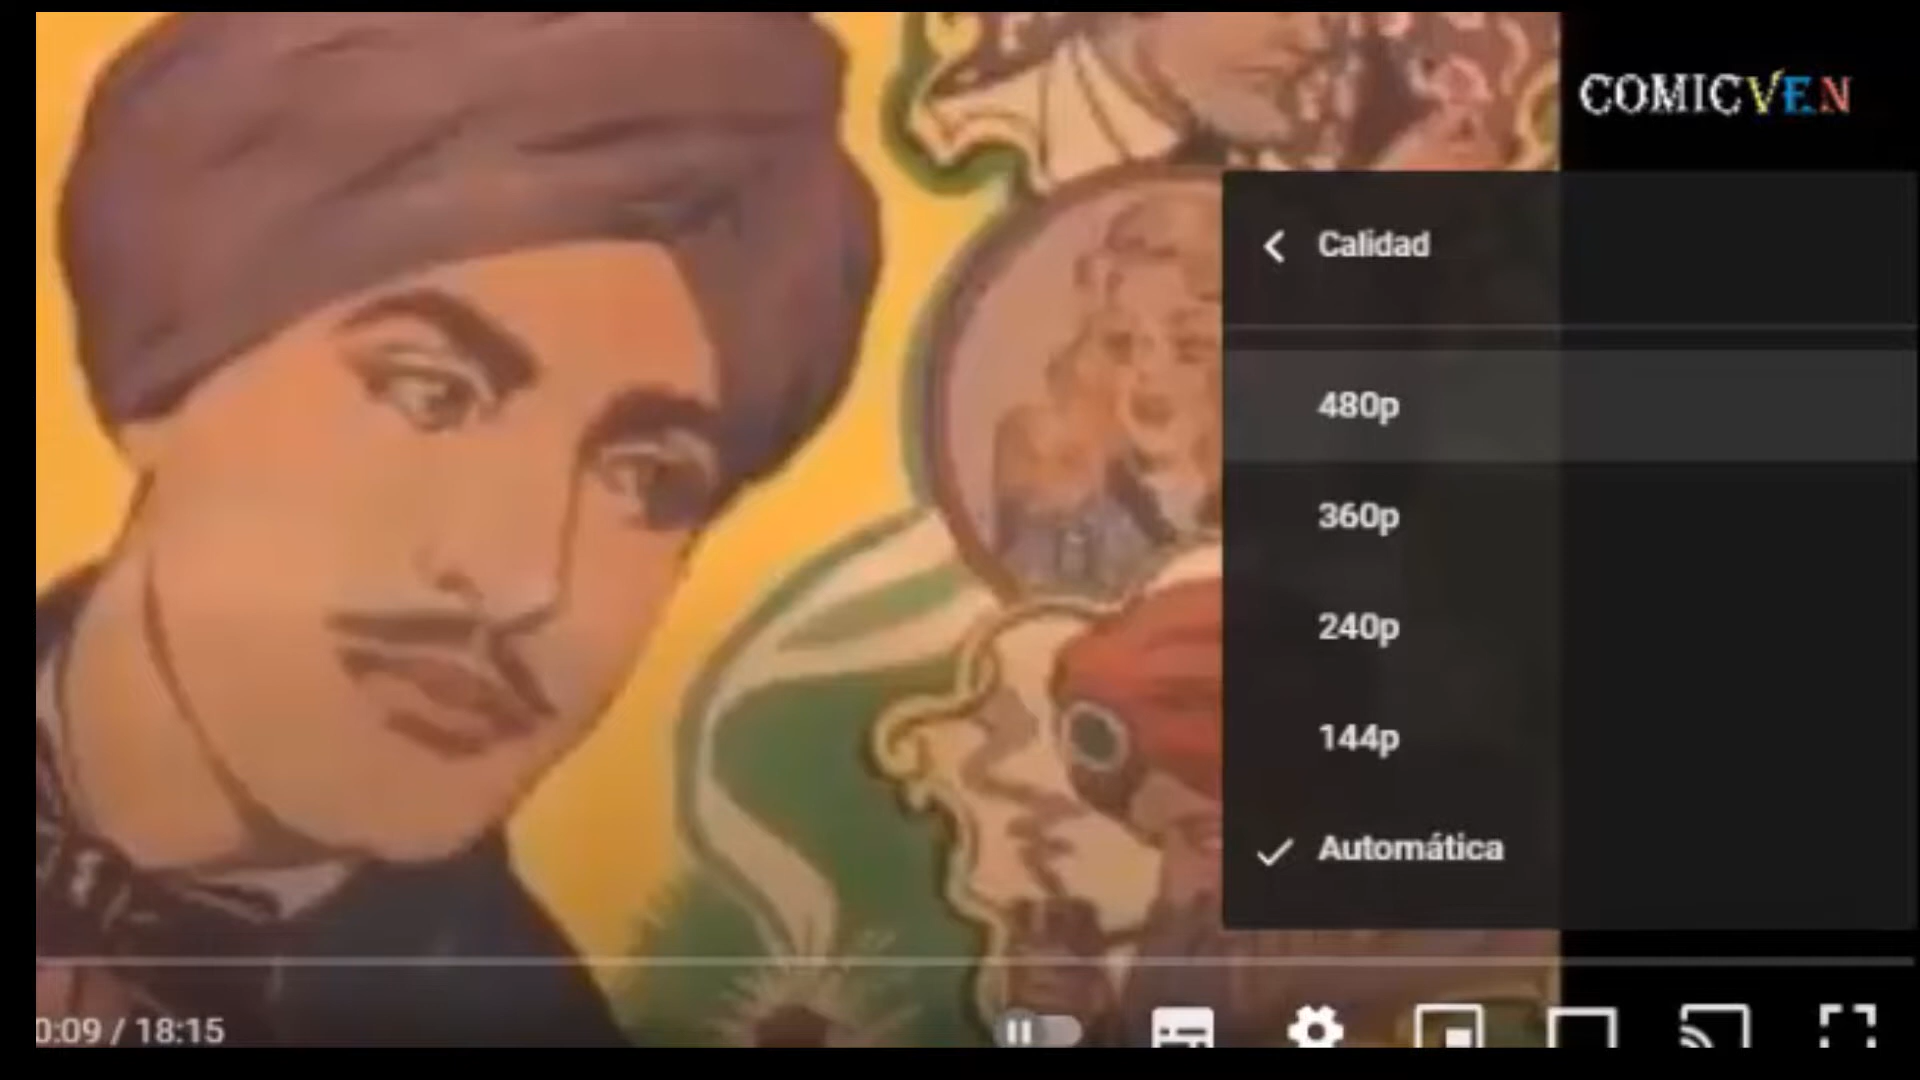 COMICVEN
Calidad
480p
360p
240p
144p
Automática
0:09 / 18:15